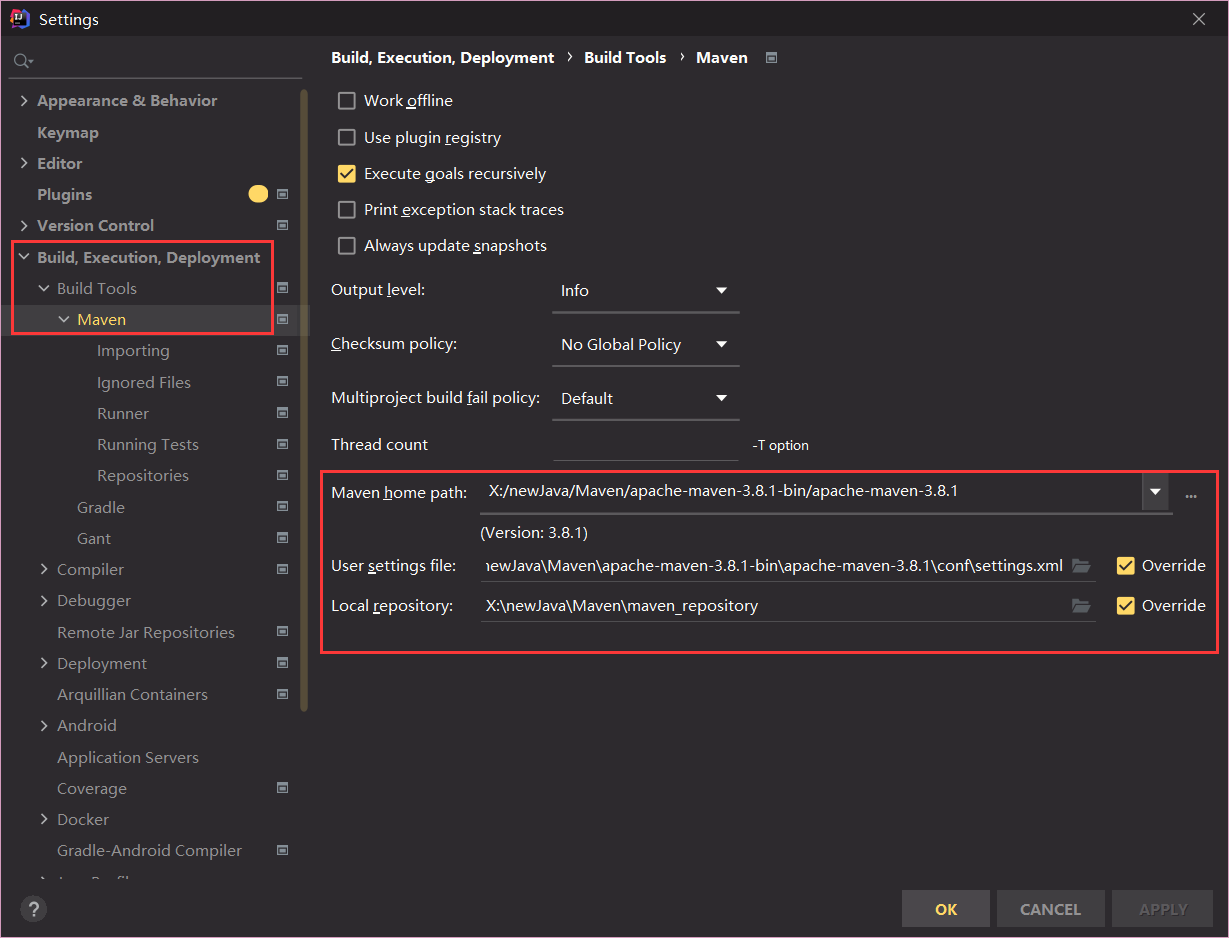 Settings
Appearance & Behavior
Keymap
Editor
Plugins
Version Control
Build, Execution, Deployment
Build Tools
Maven
Importing
Ignored Files
Runner
Running Tests
Repositories
Gradle
Gant
Compiler
Debugger
Remote Jar Repositories
Deployment
Arquillian Containers
Android
Application Servers
Coverage
Docker
Gradle-Android Compiler
?
Build, Execution, Deployment › Build Tools › Maven
Work offline
Use plugin registry
Execute goals recursively
Print exception stack traces
Always update snapshots
Output level: Info
Checksum policy: No Global Policy
Multiproject build fail policy: Default
Thread count -T option
Maven home path: X:/newJava/Maven/apache-maven-3.8.1-bin/apache-maven-3.8.1 ...
(Version: 3.8.1)
User settings file: ewJava\Maven\apache-maven-3.8.1-bin\apache-maven-3.8.1\conf\settings.xml Override
Local repository: X:\newJava\Maven\maven_repository Override
OK CANCEL APPLY